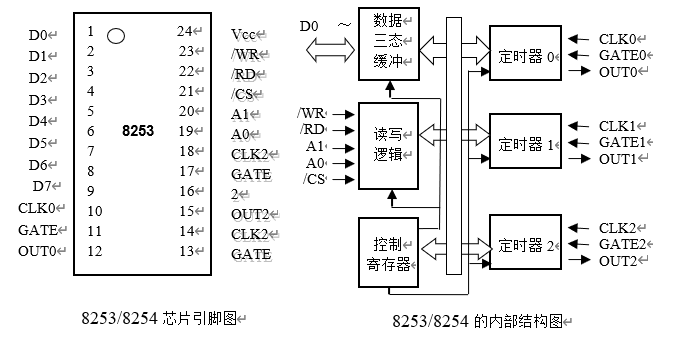 D0↵ 1 24↵ Vcc↵
D1↵ 2 23↵ /WR↵
D2↵ 3 22↵ /RD↵
D3↵ 4 21↵ /CS↵
D4↵ 5 20↵ A1↵
D5↵ 6 8253 19↵ A0↵
D6↵ 7 18↵ CLK2↵
D7↵ 8 17↵ GATE
CLK0↵ 9 16↵ 2↵
GATE↵ 10 15↵ OUT2↵
OUT0↵ 11 14↵ CLK2↵
12 13↵ GATE
8253/8254 芯片引脚图↵
D0 ~
数据↵
三态
缓冲↵
/WR
/RD
A1
A0
/CS
读写
逻辑↵
控制
寄存器↵
定时器 0↵
CLK0↵
GATE0↵
OUT0↵
定时器 1↵
CLK1↵
GATE1↵
OUT1↵
定时器 2↵
CLK2↵
GATE2↵
OUT2↵
8253/8254 的内部结构图↵